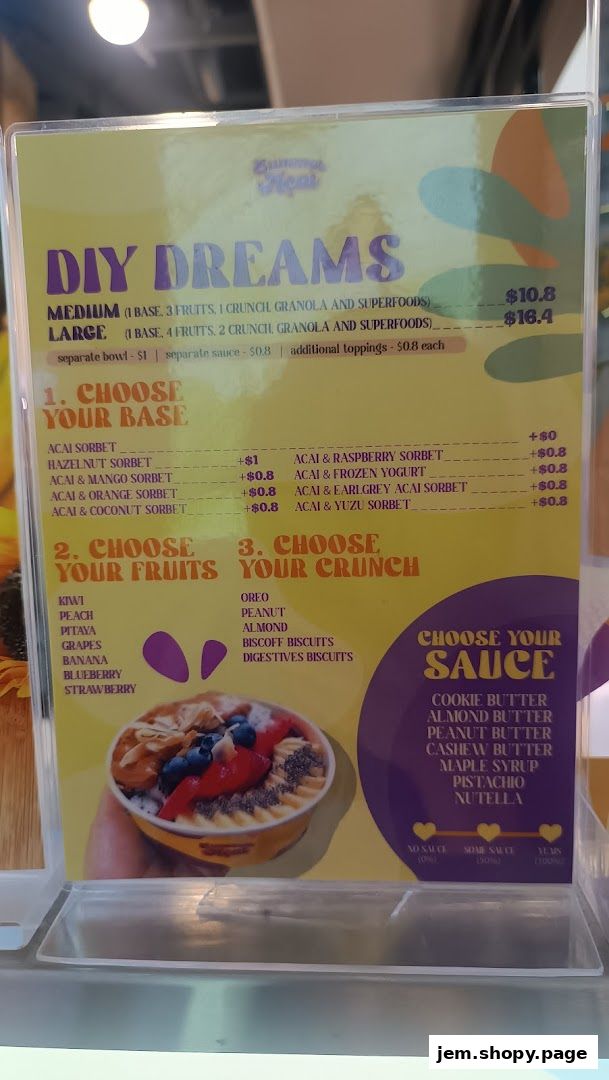 Summer
Açaí
DIY DREAMS
MEDIUM (1 BASE, 3 FRUITS, 1 CRUNCH, GRANOLA AND SUPERFOODS) $10.8
LARGE (1 BASE, 4 FRUITS, 2 CRUNCH, GRANOLA AND SUPERFOODS) $16.4
separate bowl - $1 | separate sauce - $0.8 | additional toppings - $0.8 each
1. CHOOSE
YOUR BASE
ACAI SORBET +$0
HAZELNUT SORBET +$1
ACAI & MANGO SORBET +$0.8
ACAI & ORANGE SORBET +$0.8
ACAI & COCONUT SORBET +$0.8
ACAI & RASPBERRY SORBET +$0.8
ACAI & FROZEN YOGURT +$0.8
ACAI & EARLGREY ACAI SORBET +$0.8
ACAI & YUZU SORBET +$0.8
2. CHOOSE
YOUR FRUITS
KIWI
PEACH
PITAYA
GRAPES
BANANA
BLUEBERRY
STRAWBERRY
3. CHOOSE
YOUR CRUNCH
OREO
PEANUT
ALMOND
BISCOFF BISCUITS
DIGESTIVES BISCUITS
CHOOSE YOUR
SAUCE
COOKIE BUTTER
ALMOND BUTTER
PEANUT BUTTER
CASHEW BUTTER
MAPLE SYRUP
PISTACHIO
NUTELLA
NO SAUCE SOME SAUCE YEARS
(0%) (50%) (100%)
jem.shopy.page